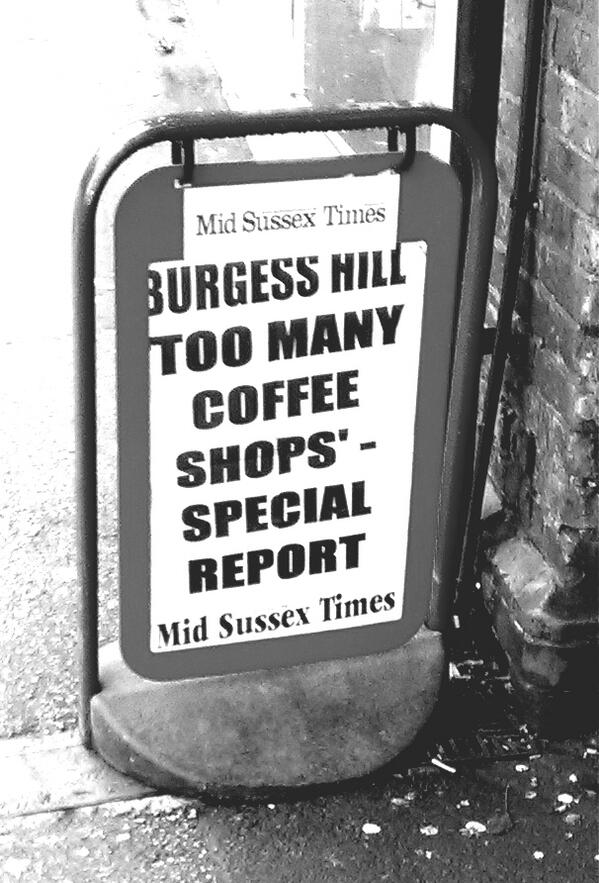 Mid Sussex Times
BURGESS HILL
TOO MANY
COFFEE
SHOPS' -
SPECIAL
REPORT
Mid Sussex Times